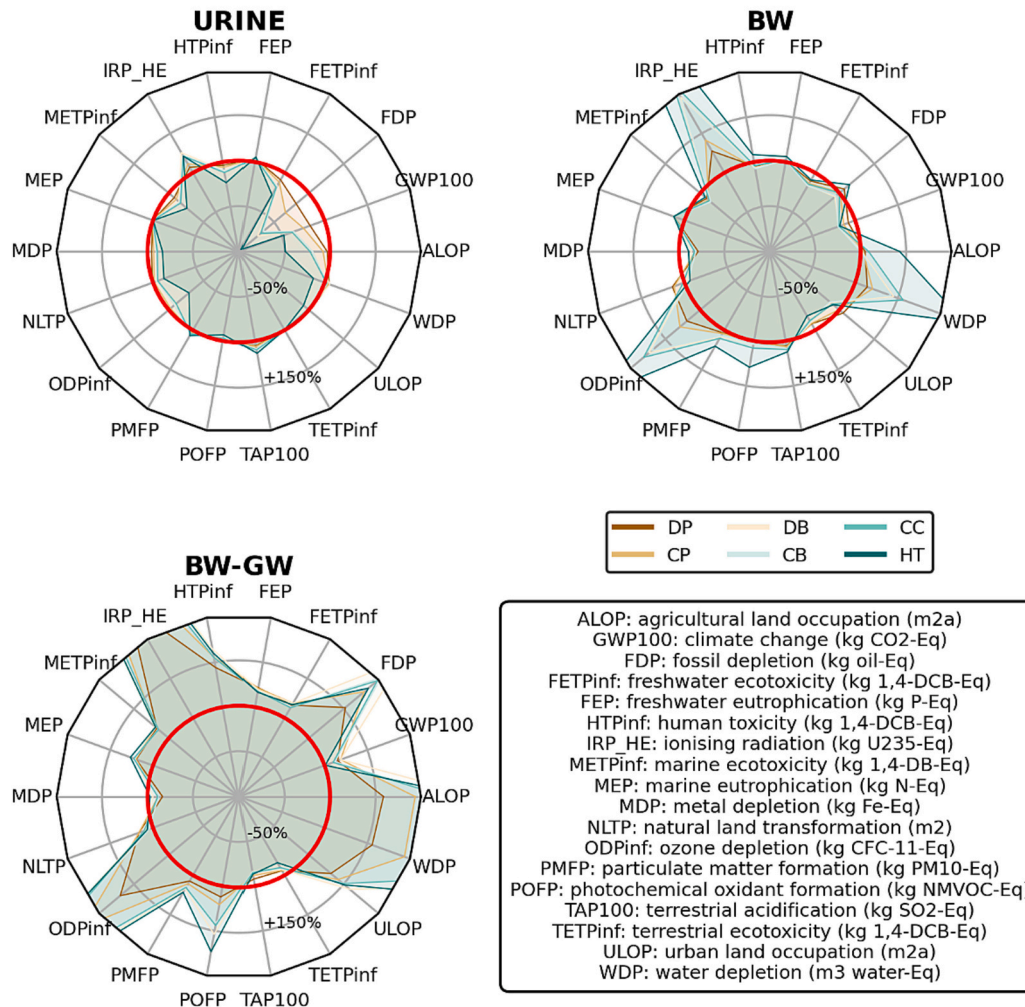 URINE
HTPinf FEP
IRP_HE FETPinf
METPinf FDP
MEP GWP100
MDP ALOP
-50%
NLTP WDP
+150%
ODPinf ULOP
PMFP TETPinf
POFP TAP100
BW
HTPinf FEP
IRP_HE FETPinf
METPinf FDP
MEP GWP100
MDP ALOP
-50%
NLTP WDP
+150%
ODPinf ULOP
PMFP TETPinf
POFP TAP100
DP DB CC
CP CB HT
BW-GW
HTPinf FEP
IRP_HE FETPinf
METPinf FDP
MEP GWP100
MDP ALOP
-50%
NLTP WDP
+150%
ODPinf ULOP
PMFP TETPinf
POFP TAP100
ALOP: agricultural land occupation (m2a)
GWP100: climate change (kg CO2-Eq)
FDP: fossil depletion (kg oil-Eq)
FETPinf: freshwater ecotoxicity (kg 1,4-DCB-Eq)
FEP: freshwater eutrophication (kg P-Eq)
HTPinf: human toxicity (kg 1,4-DCB-Eq)
IRP_HE: ionising radiation (kg U235-Eq)
METPinf: marine ecotoxicity (kg 1,4-DB-Eq)
MEP: marine eutrophication (kg N-Eq)
MDP: metal depletion (kg Fe-Eq)
NLTP: natural land transformation (m2)
ODPinf: ozone depletion (kg CFC-11-Eq)
PMFP: particulate matter formation (kg PM10-Eq)
POFP: photochemical oxidant formation (kg NMVOC-Eq)
TAP100: terrestrial acidification (kg SO2-Eq)
TETPinf: terrestrial ecotoxicity (kg 1,4-DCB-Eq)
ULOP: urban land occupation (m2a)
WDP: water depletion (m3 water-Eq)